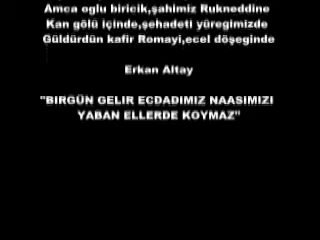 Amca oglu biricik,şahimiz Rukneddine
Kan gölü içinde,şehadeti yüregimizde
Güldürdün kafir Romayi,ecel döşeginde
Erkan Altay
"BIRGÜN GELIR ECDADIMIZ NAASIMIZI
YABAN ELLERDE KOYMAZ"